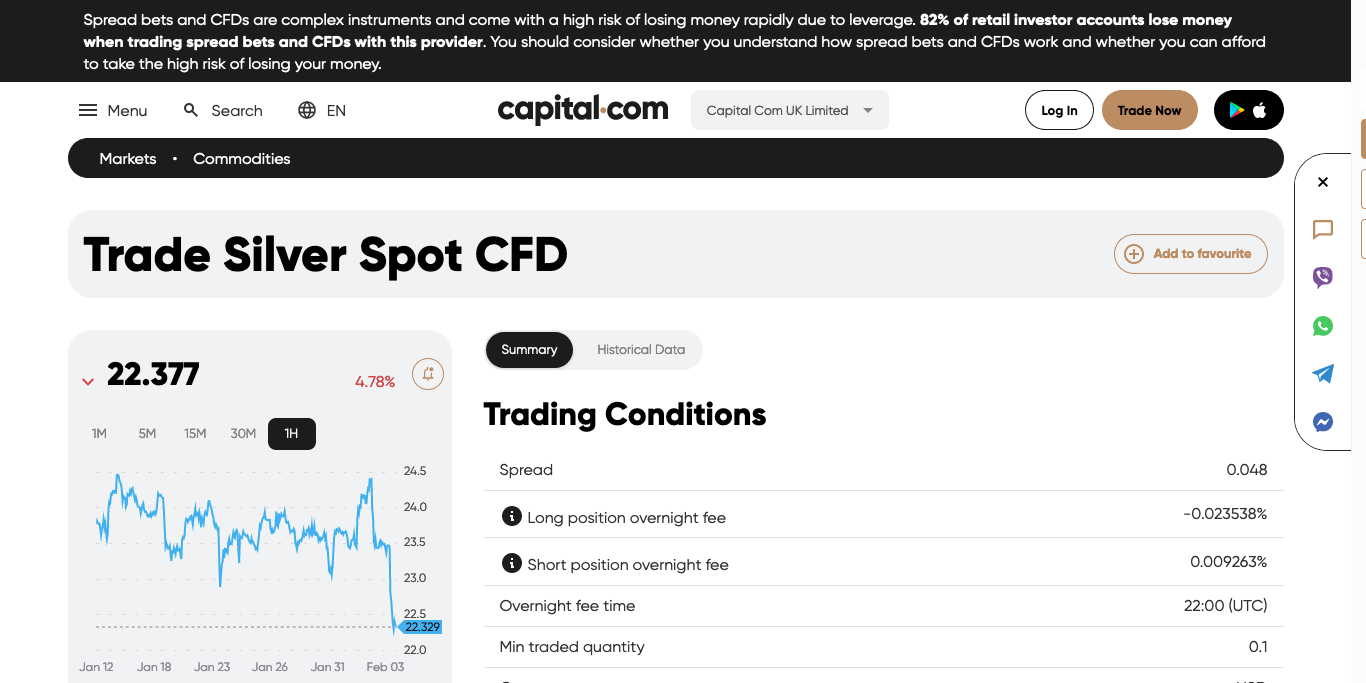 Spread bets and CFDs are complex instruments and come with a high risk of losing money rapidly due to leverage. 82% of retail investor accounts lose money
when trading spread bets and CFDs with this provider. You should consider whether you understand how spread bets and CFDs work and whether you can afford
to take the high risk of losing your money.
Menu
Search
EN
capital.com
Capital Com UK Limited
Log In
Trade Now
Markets • Commodities
Trade Silver Spot CFD
Add to favourite
22.377
4.78%
1M 5M 15M 30M 1H
24.5
24.0
23.5
23.0
22.5
22.329
22.0
Jan 12 Jan 18 Jan 23 Jan 26 Jan 31 Feb 03
Summary Historical Data
Trading Conditions
Spread 0.048
Long position overnight fee -0.023538%
Short position overnight fee 0.009263%
Overnight fee time 22:00 (UTC)
Min traded quantity 0.1